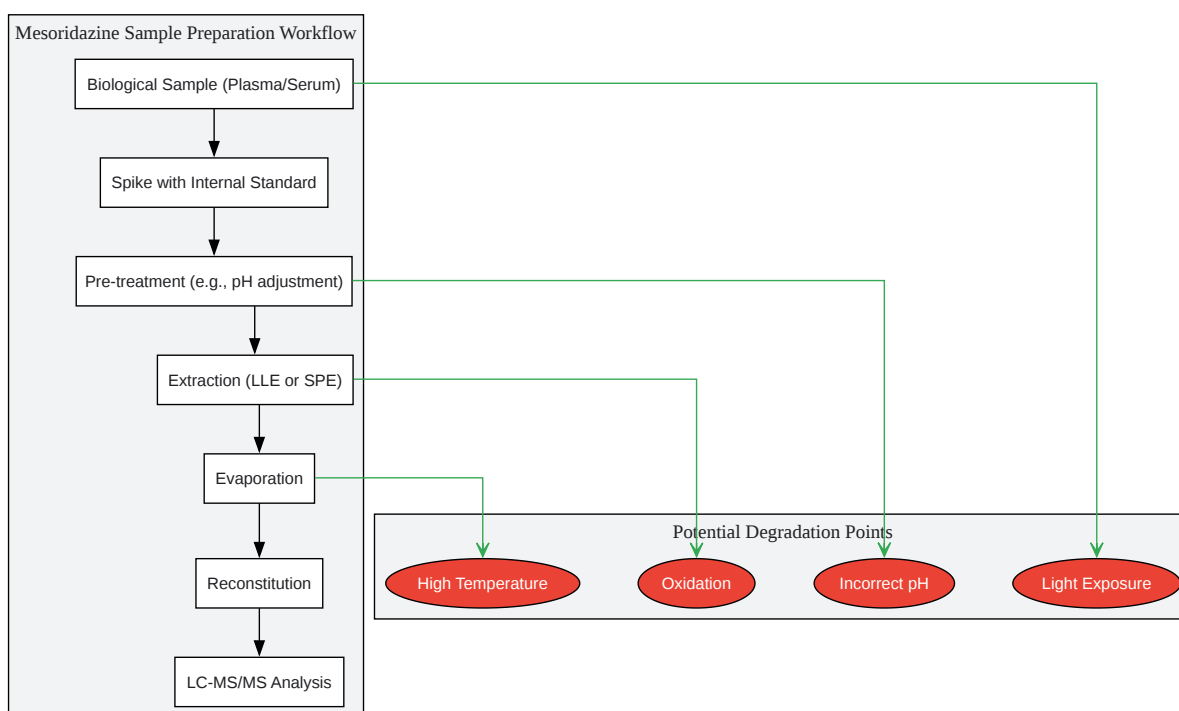 Mesoridazine Sample Preparation Workflow
Biological Sample (Plasma/Serum)
Spike with Internal Standard
Pre-treatment (e.g., pH adjustment)
Extraction (LLE or SPE)
Evaporation
Reconstitution
LC-MS/MS Analysis
Potential Degradation Points
High Temperature
Oxidation
Incorrect pH
Light Exposure